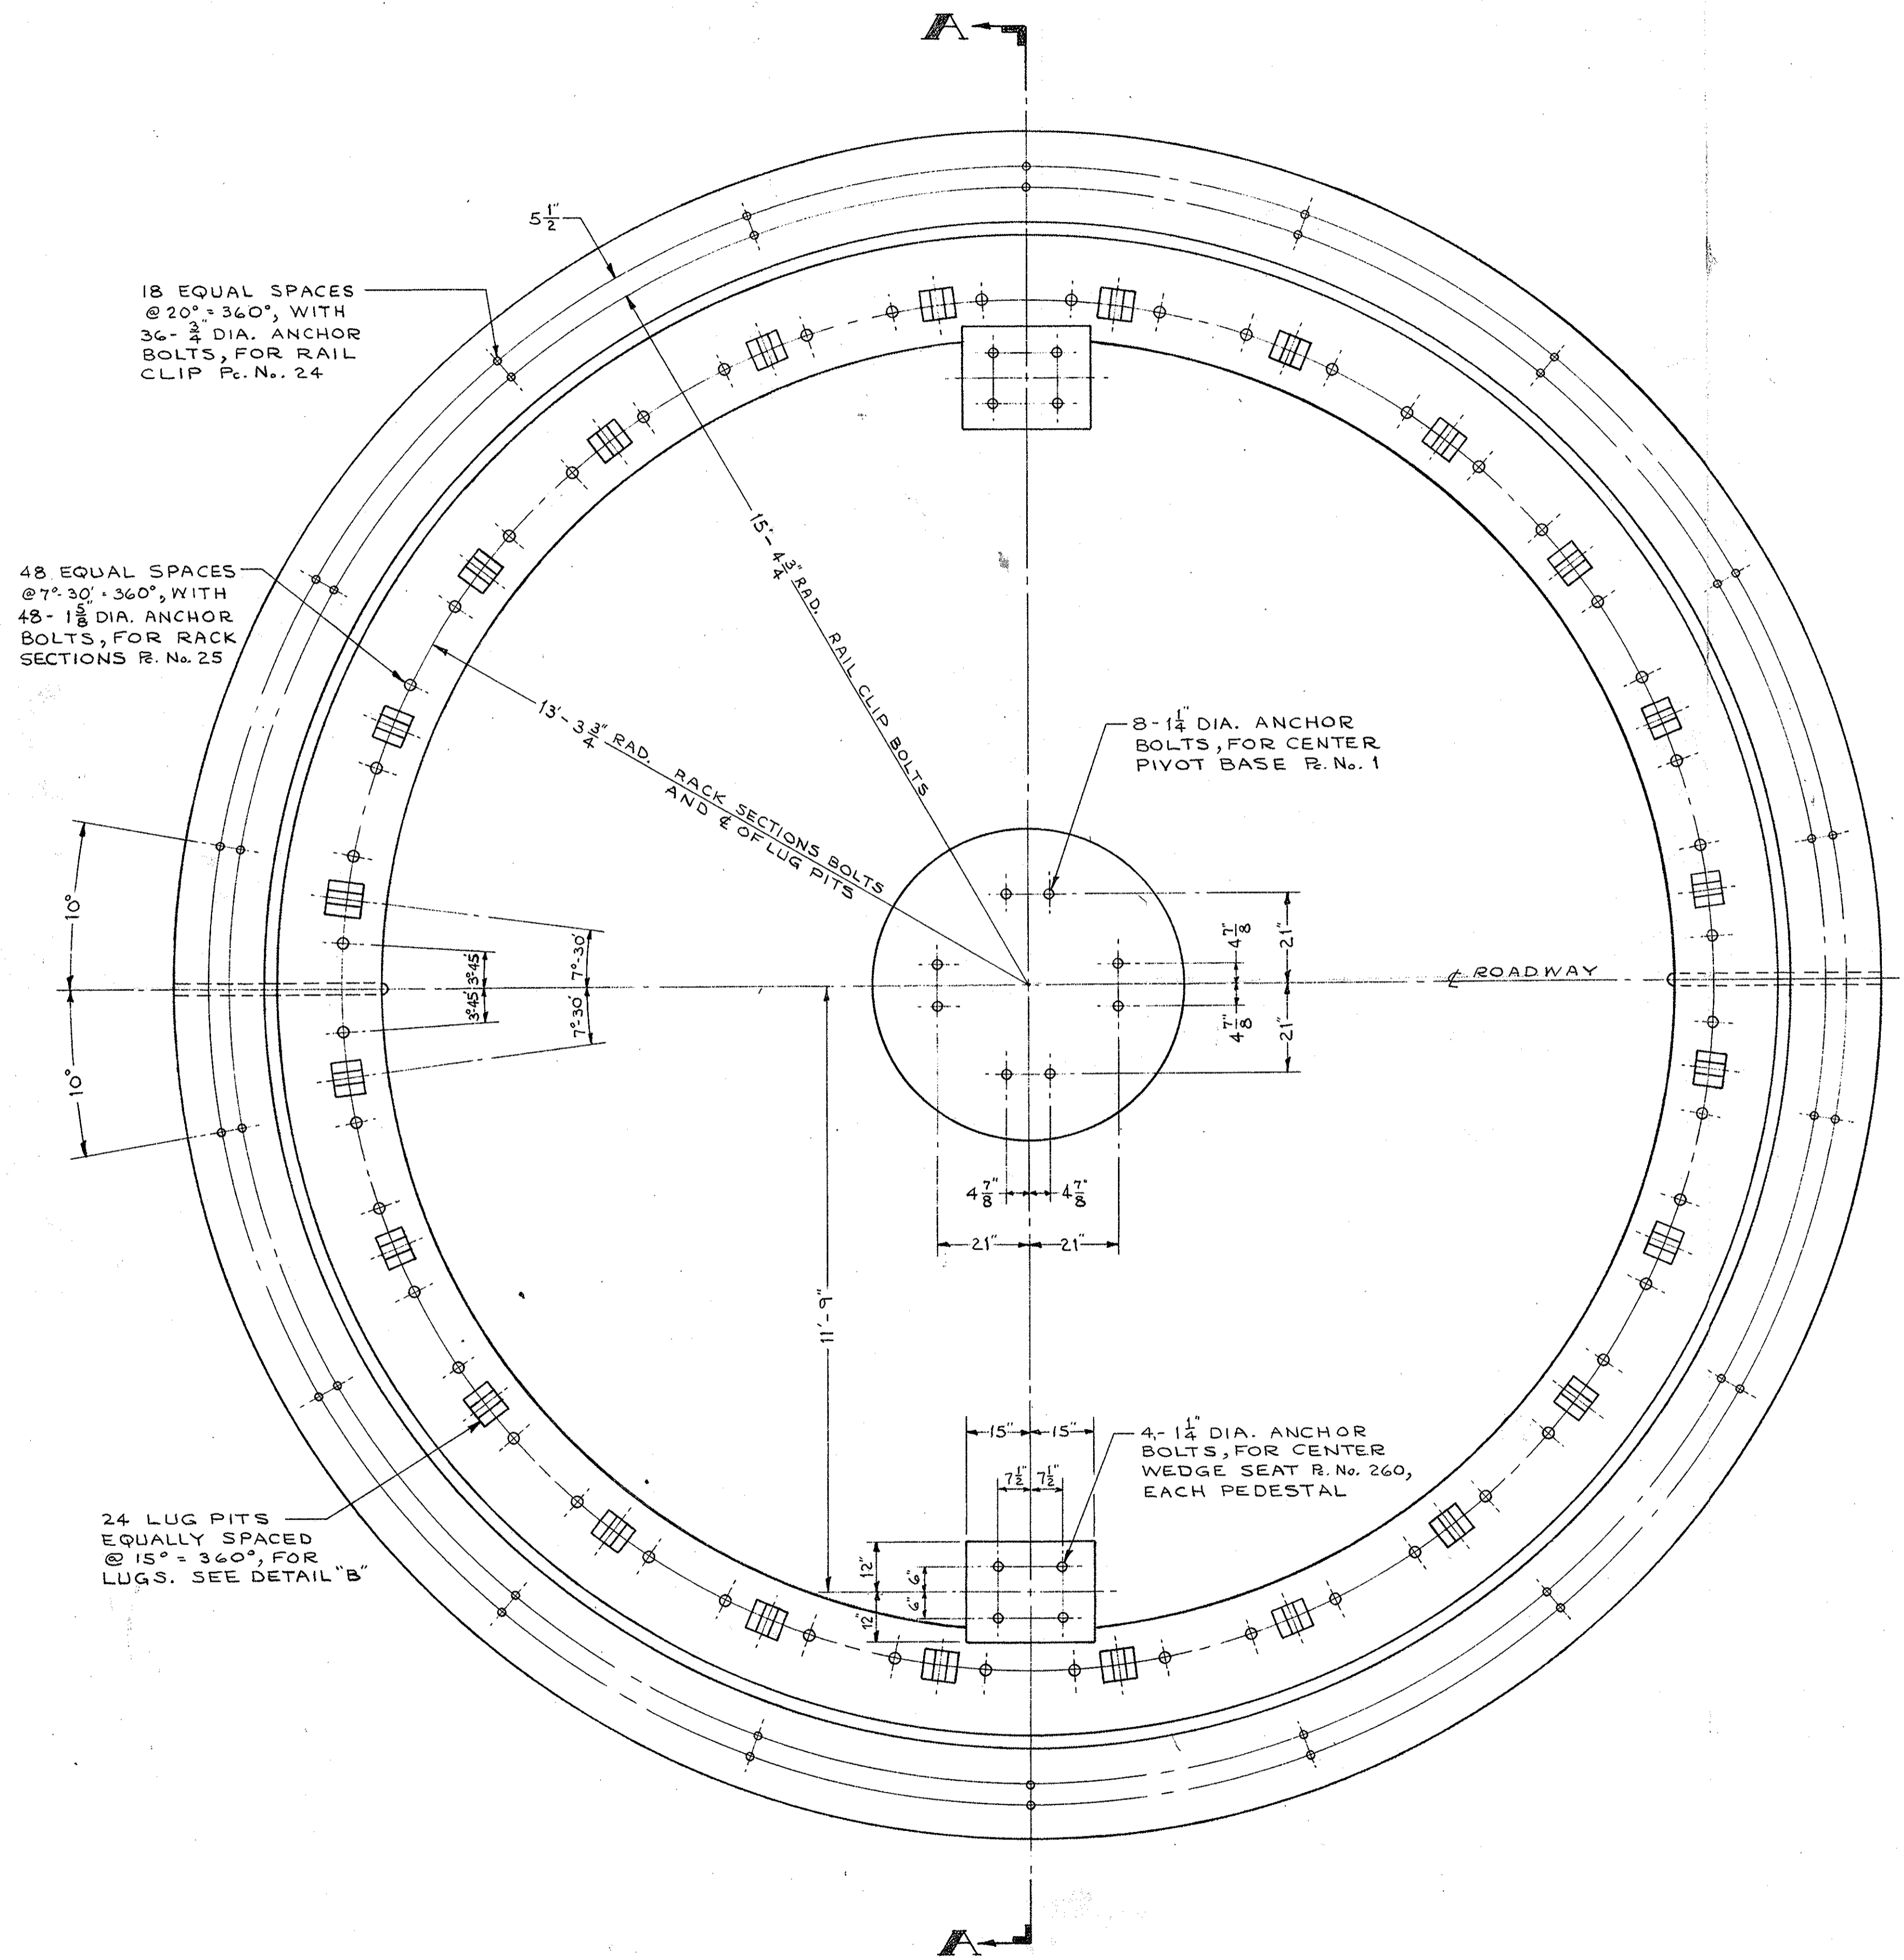 A
5 1/2"
18 EQUAL SPACES
@ 20° = 360°, WITH
36 - 3/4" DIA. ANCHOR
BOLTS, FOR RAIL
CLIP Pc. No. 24
15'- 4 3/4" RAD. RAIL CLIP BOLTS
48 EQUAL SPACES
@ 7°-30' = 360°, WITH
48 - 1 5/8" DIA. ANCHOR
BOLTS, FOR RACK
SECTIONS Pc. No. 25
13'- 3 3/4" RAD. RACK SECTIONS BOLTS
AND ℄ OF LUG PITS
8 - 1 1/4" DIA. ANCHOR
BOLTS, FOR CENTER
PIVOT BASE Pc. No. 1
10°
10°
3°45'
3°45'
7°-30'
7°-30'
4 7/8"
4 7/8"
21"
21"
℄ ROADWAY
4 7/8"
4 7/8"
21"
21"
11'-9"
15"
15"
7 1/2"
7 1/2"
4 - 1 1/4" DIA. ANCHOR
BOLTS, FOR CENTER
WEDGE SEAT Pc. No. 260,
EACH PEDESTAL
12"
12"
6"
6"
24 LUG PITS
EQUALLY SPACED
@ 15° = 360°, FOR
LUGS. SEE DETAIL "B"
A